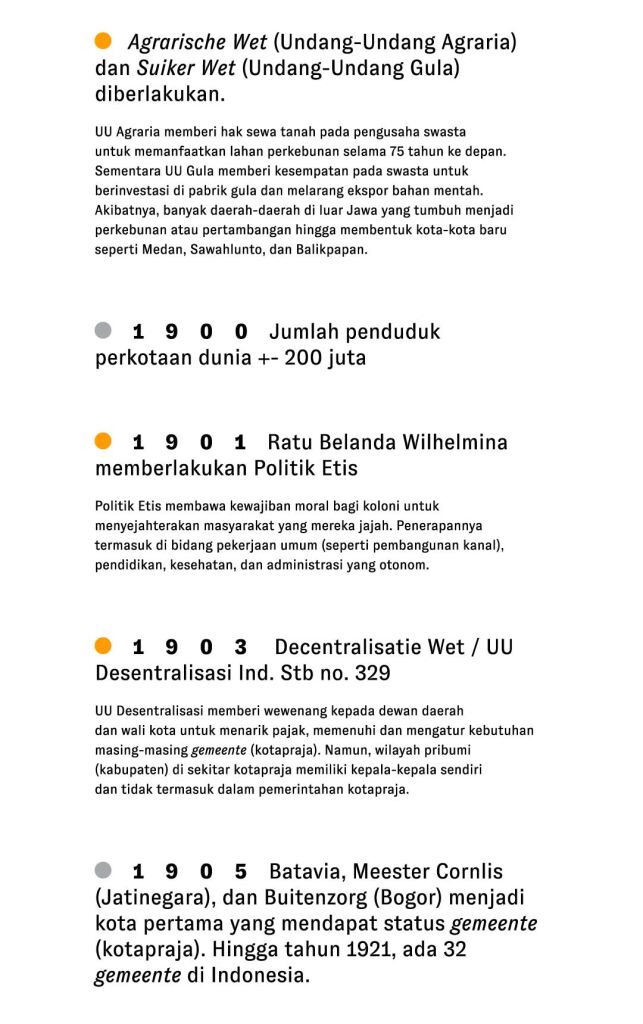 Agrarische Wet (Undang-Undang Agraria)
dan Suiker Wet (Undang-Undang Gula)
diberlakukan.
UU Agraria memberi hak sewa tanah pada pengusaha swasta
untuk memanfaatkan lahan perkebunan selama 75 tahun ke depan.
Sementara UU Gula memberi kesempatan pada swasta untuk
berinvestasi di pabrik gula dan melarang ekspor bahan mentah.
Akibatnya, banyak daerah-daerah di luar Jawa yang tumbuh menjadi
perkebunan atau pertambangan hingga membentuk kota-kota baru
seperti Medan, Sawahlunto, dan Balikpapan.
1900 Jumlah penduduk
perkotaan dunia +- 200 juta
1901 Ratu Belanda Wilhelmina
memberlakukan Politik Etis
Politik Etis membawa kewajiban moral bagi koloni untuk
menyejahterakan masyarakat yang mereka jajah. Penerapannya
termasuk di bidang pekerjaan umum (seperti pembangunan kanal),
pendidikan, kesehatan, dan administrasi yang otonom.
1903 Decentralisatie Wet / UU
Desentralisasi Ind. Stb no. 329
UU Desentralisasi memberi wewenang kepada dewan daerah
dan wali kota untuk menarik pajak, memenuhi dan mengatur kebutuhan
masing-masing gemeente (kotapraja). Namun, wilayah pribumi
(kabupaten) di sekitar kotapraja memiliki kepala-kepala sendiri
dan tidak termasuk dalam pemerintahan kotapraja.
1905 Batavia, Meester Cornlis
(Jatinegara), dan Buitenzorg (Bogor) menjadi
kota pertama yang mendapat status gemeente
(kotapraja). Hingga tahun 1921, ada 32
gemeente di Indonesia.